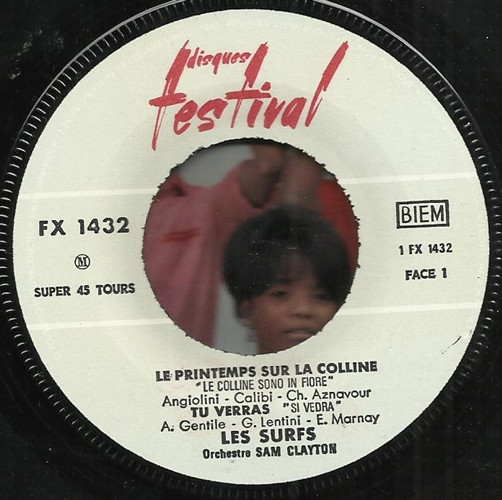 disques
festival
FX 1432
M
SUPER 45 TOURS
BIEM
1 FX 1432
FACE 1
LE PRINTEMPS SUR LA COLLINE
"LE COLLINE SONO IN FIORE"
Angiolini - Calibi - Ch. Aznavour
TU VERRAS "SI VEDRA"
A. Gentile - G. Lentini - E. Marnay
LES SURFS
Orchestre SAM CLAYTON